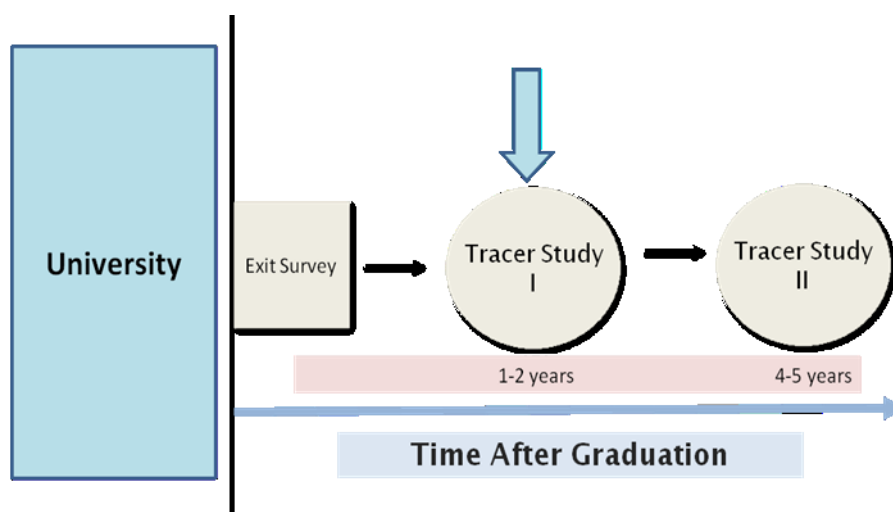 University
Exit Survey
Tracer Study
I
Tracer Study
II
1-2 years
4-5 years
Time After Graduation